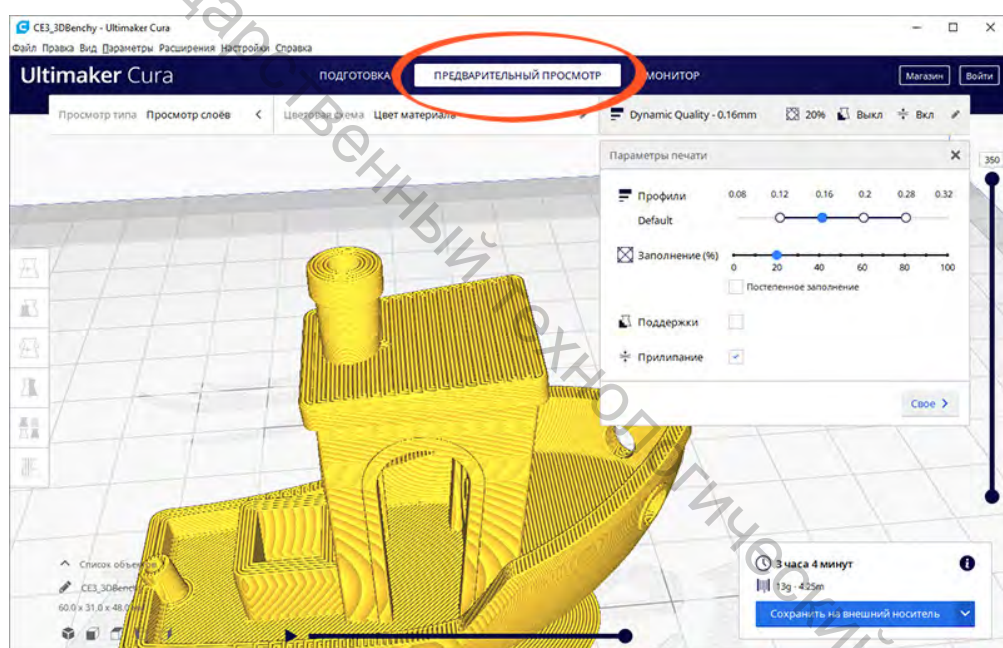 CE3_3DBenchy - Ultimaker Cura
Файл Правка Вид Параметры Расширения Настройки Справка
Ultimaker Cura
ПОДГОТОВКА ПРЕДВАРИТЕЛЬНЫЙ ПРОСМОТР МОНИТОР Магазин Войти
Просмотр типа Просмотр слоёв Цветовая схема Цвет материала Dynamic Quality - 0.16mm 20% Выкл Вкл
Параметры печати
350
Профили 0.08 0.12 0.16 0.2 0.28 0.32
Default
Заполнение (%)
0 20 40 60 80 100
Постепенное заполнение
Поддержки
Прилипание
Свое
Список объектов
CE3_3DBenchy
60.0 x 31.0 x 48.0
3 часа 4 минут
13g · 4.25m
Сохранить на внешний носитель
дарственный технологический